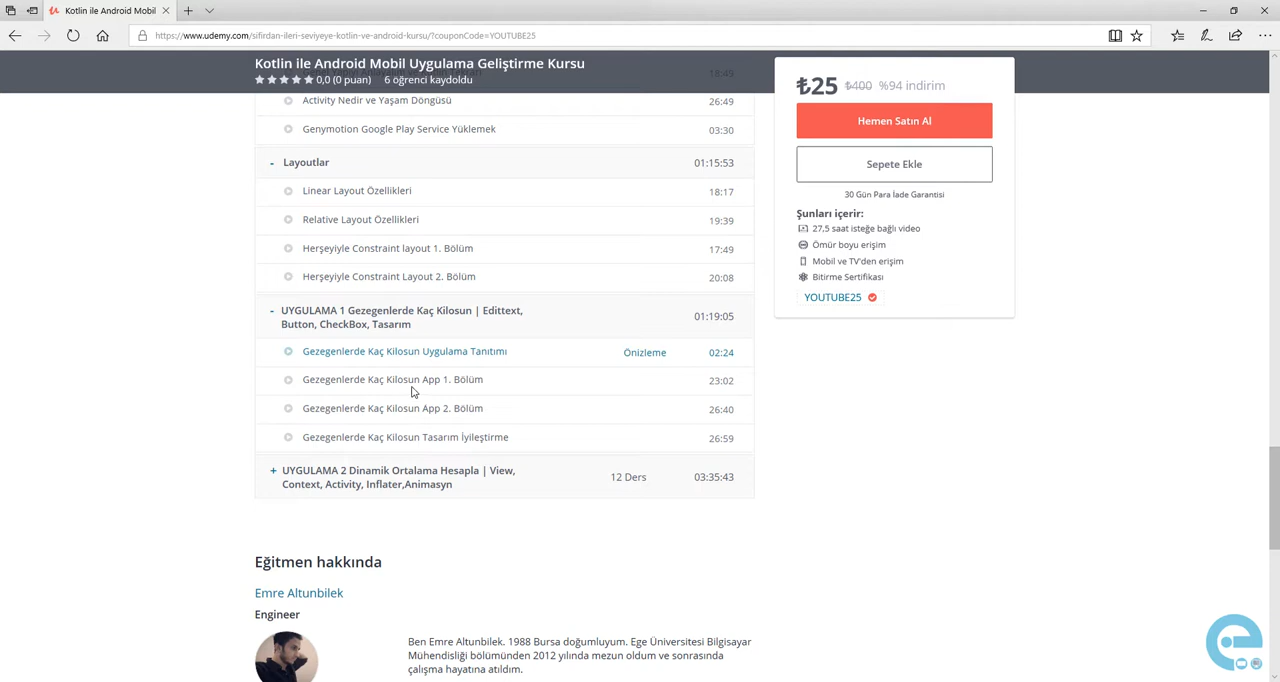 Kotlin ile Android Mobil
https://www.udemy.com/sifirdan-ileri-seviyeye-kotlin-ve-android-kursu/?couponCode=YOUTUBE25
Kotlin ile Android Mobil Uygulama Geliştirme Kursu
0,0 (0 puan) 6 öğrenci kaydoldu
18:49
Activity Nedir ve Yaşam Döngüsü 26:49
Genymotion Google Play Service Yüklemek 03:30
- Layoutlar 01:15:53
Linear Layout Özellikleri 18:17
Relative Layout Özellikleri 19:39
Herşeyiyle Constraint layout 1. Bölüm 17:49
Herşeyiyle Constraint Layout 2. Bölüm 20:08
- UYGULAMA 1 Gezegenlerde Kaç Kilosun | Edittext,
Button, CheckBox, Tasarım 01:19:05
Gezegenlerde Kaç Kilosun Uygulama Tanıtımı Önizleme 02:24
Gezegenlerde Kaç Kilosun App 1. Bölüm 23:02
Gezegenlerde Kaç Kilosun App 2. Bölüm 26:40
Gezegenlerde Kaç Kilosun Tasarım İyileştirme 26:59
+ UYGULAMA 2 Dinamik Ortalama Hesapla | View,
Context, Activity, Inflater,Animasyn 12 Ders 03:35:43
₺25 ₺400 %94 indirim
Hemen Satın Al
Sepete Ekle
30 Gün Para İade Garantisi
Şunları içerir:
27,5 saat isteğe bağlı video
Ömür boyu erişim
Mobil ve TV'den erişim
Bitirme Sertifikası
YOUTUBE25
Eğitmen hakkında
Emre Altunbilek
Engineer
Ben Emre Altunbilek. 1988 Bursa doğumluyum. Ege Üniversitesi Bilgisayar
Mühendisliği bölümünden 2012 yılında mezun oldum ve sonrasında
çalışma hayatına atıldım.